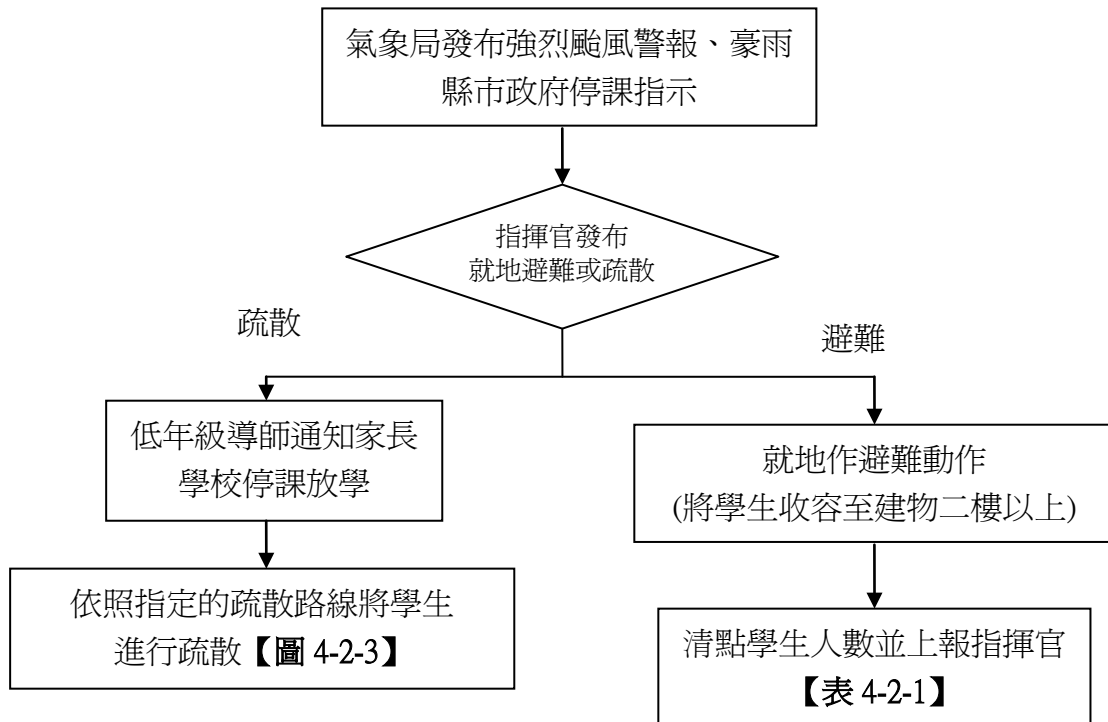 氣象局發布強烈颱風警報、豪雨
縣市政府停課指示
指揮官發布
就地避難或疏散
疏散
避難
低年級導師通知家長
學校停課放學
就地作避難動作
(將學生收容至建物二樓以上)
依照指定的疏散路線將學生
進行疏散【圖 4-2-3】
清點學生人數並上報指揮官
【表 4-2-1】